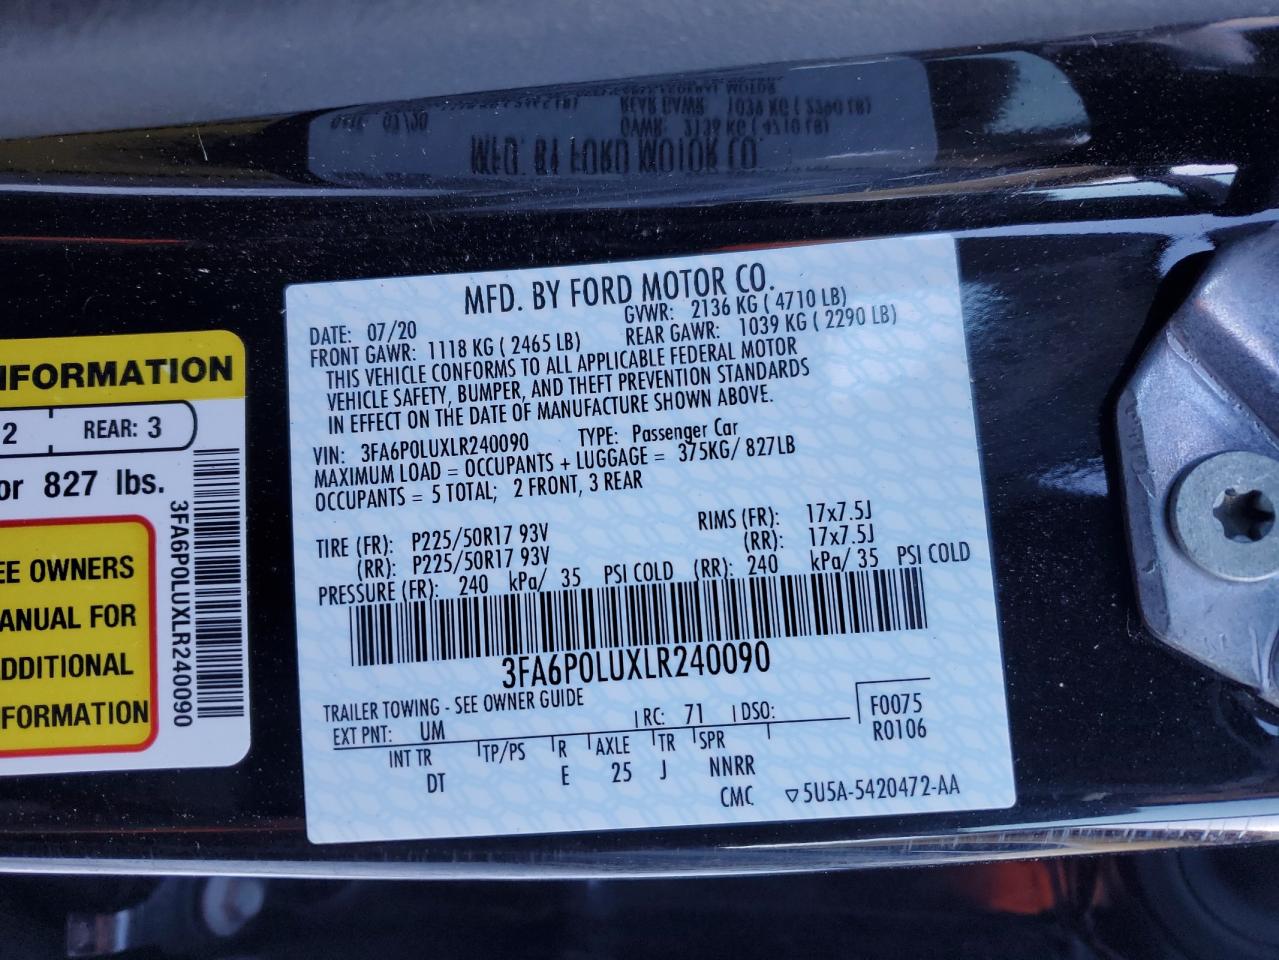 MFD. BY FORD MOTOR CO.
DATE: 07/20 GVWR: 2136 KG ( 4710 LB)
FRONT GAWR: 1118 KG ( 2465 LB) REAR GAWR: 1039 KG ( 2290 LB)
THIS VEHICLE CONFORMS TO ALL APPLICABLE FEDERAL MOTOR
VEHICLE SAFETY, BUMPER, AND THEFT PREVENTION STANDARDS
IN EFFECT ON THE DATE OF MANUFACTURE SHOWN ABOVE.
VIN: 3FA6P0LUXLR240090 TYPE: Passenger Car
MAXIMUM LOAD = OCCUPANTS + LUGGAGE = 375KG/ 827LB
OCCUPANTS = 5 TOTAL; 2 FRONT, 3 REAR
TIRE (FR): P225/50R17 93V RIMS (FR): 17x7.5J
(RR): P225/50R17 93V (RR): 17x7.5J
PRESSURE (FR): 240 kPa/ 35 PSI COLD (RR): 240 kPa/ 35 PSI COLD
3FA6P0LUXLR240090
TRAILER TOWING - SEE OWNER GUIDE
EXT PNT: UM RC: 71 DSO: F0075
R0106
INT TR TP/PS R AXLE TR SPR
DT E 25 J NNRR
CMC ▽5U5A-5420472-AA
NFORMATION
2 REAR: 3
or 827 lbs.
EE OWNERS
ANUAL FOR
ADDITIONAL
NFORMATION
3FA6P0LUXLR240090